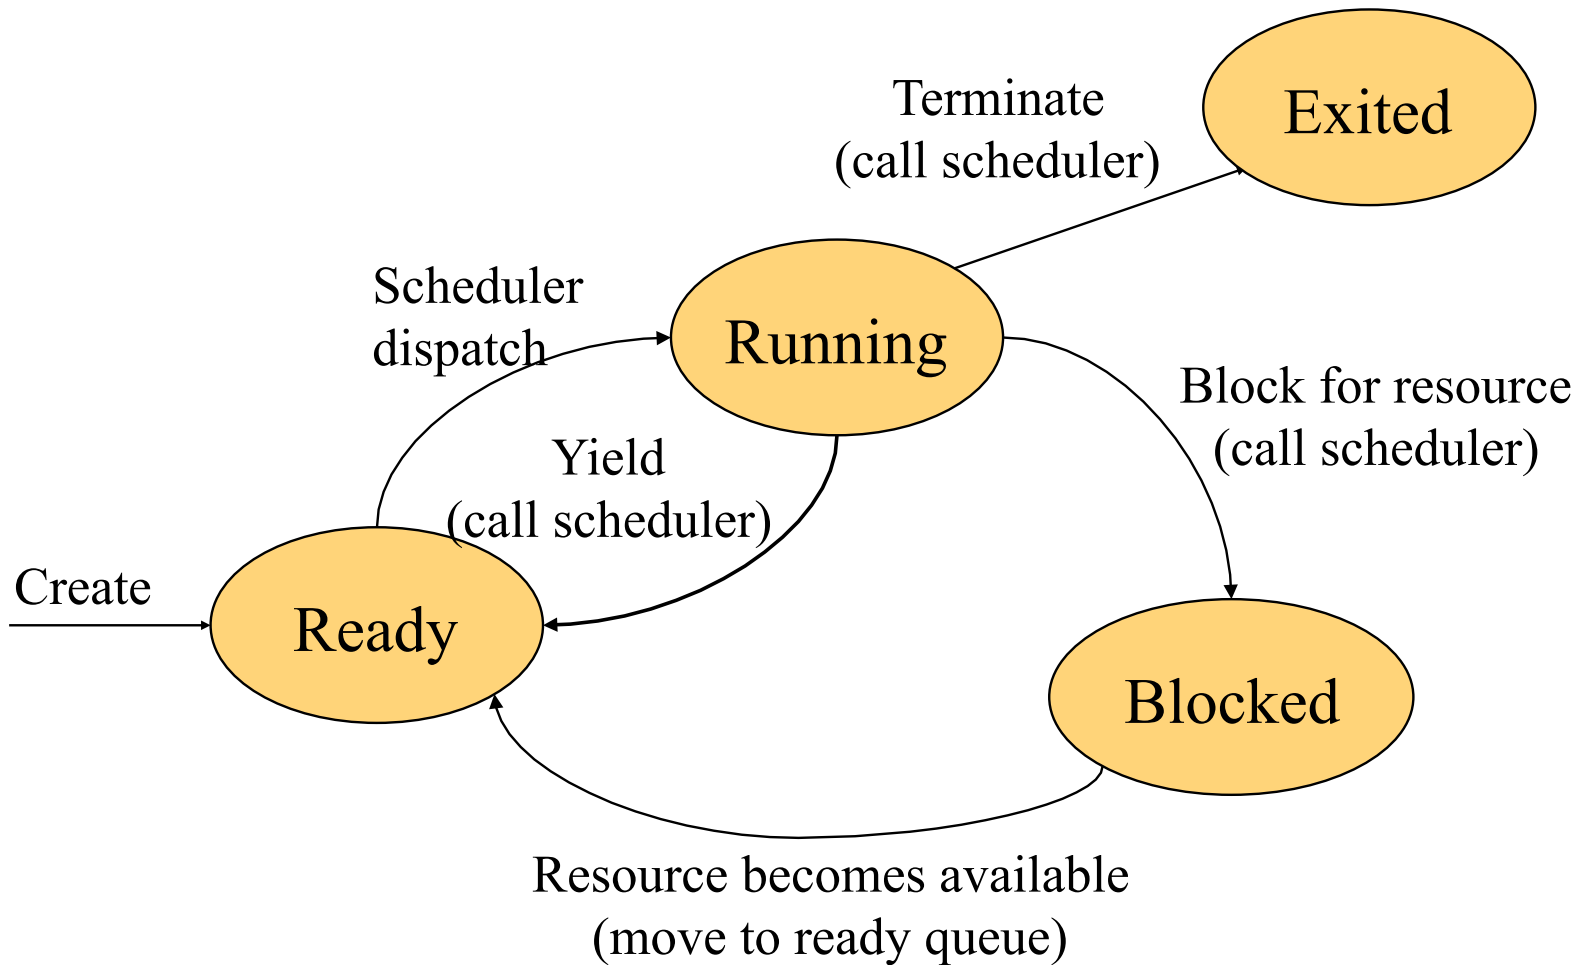 Terminate
(call scheduler)
Exited
Scheduler
dispatch
Running
Block for resource
(call scheduler)
Yield
(call scheduler)
Create
Ready
Blocked
Resource becomes available
(move to ready queue)